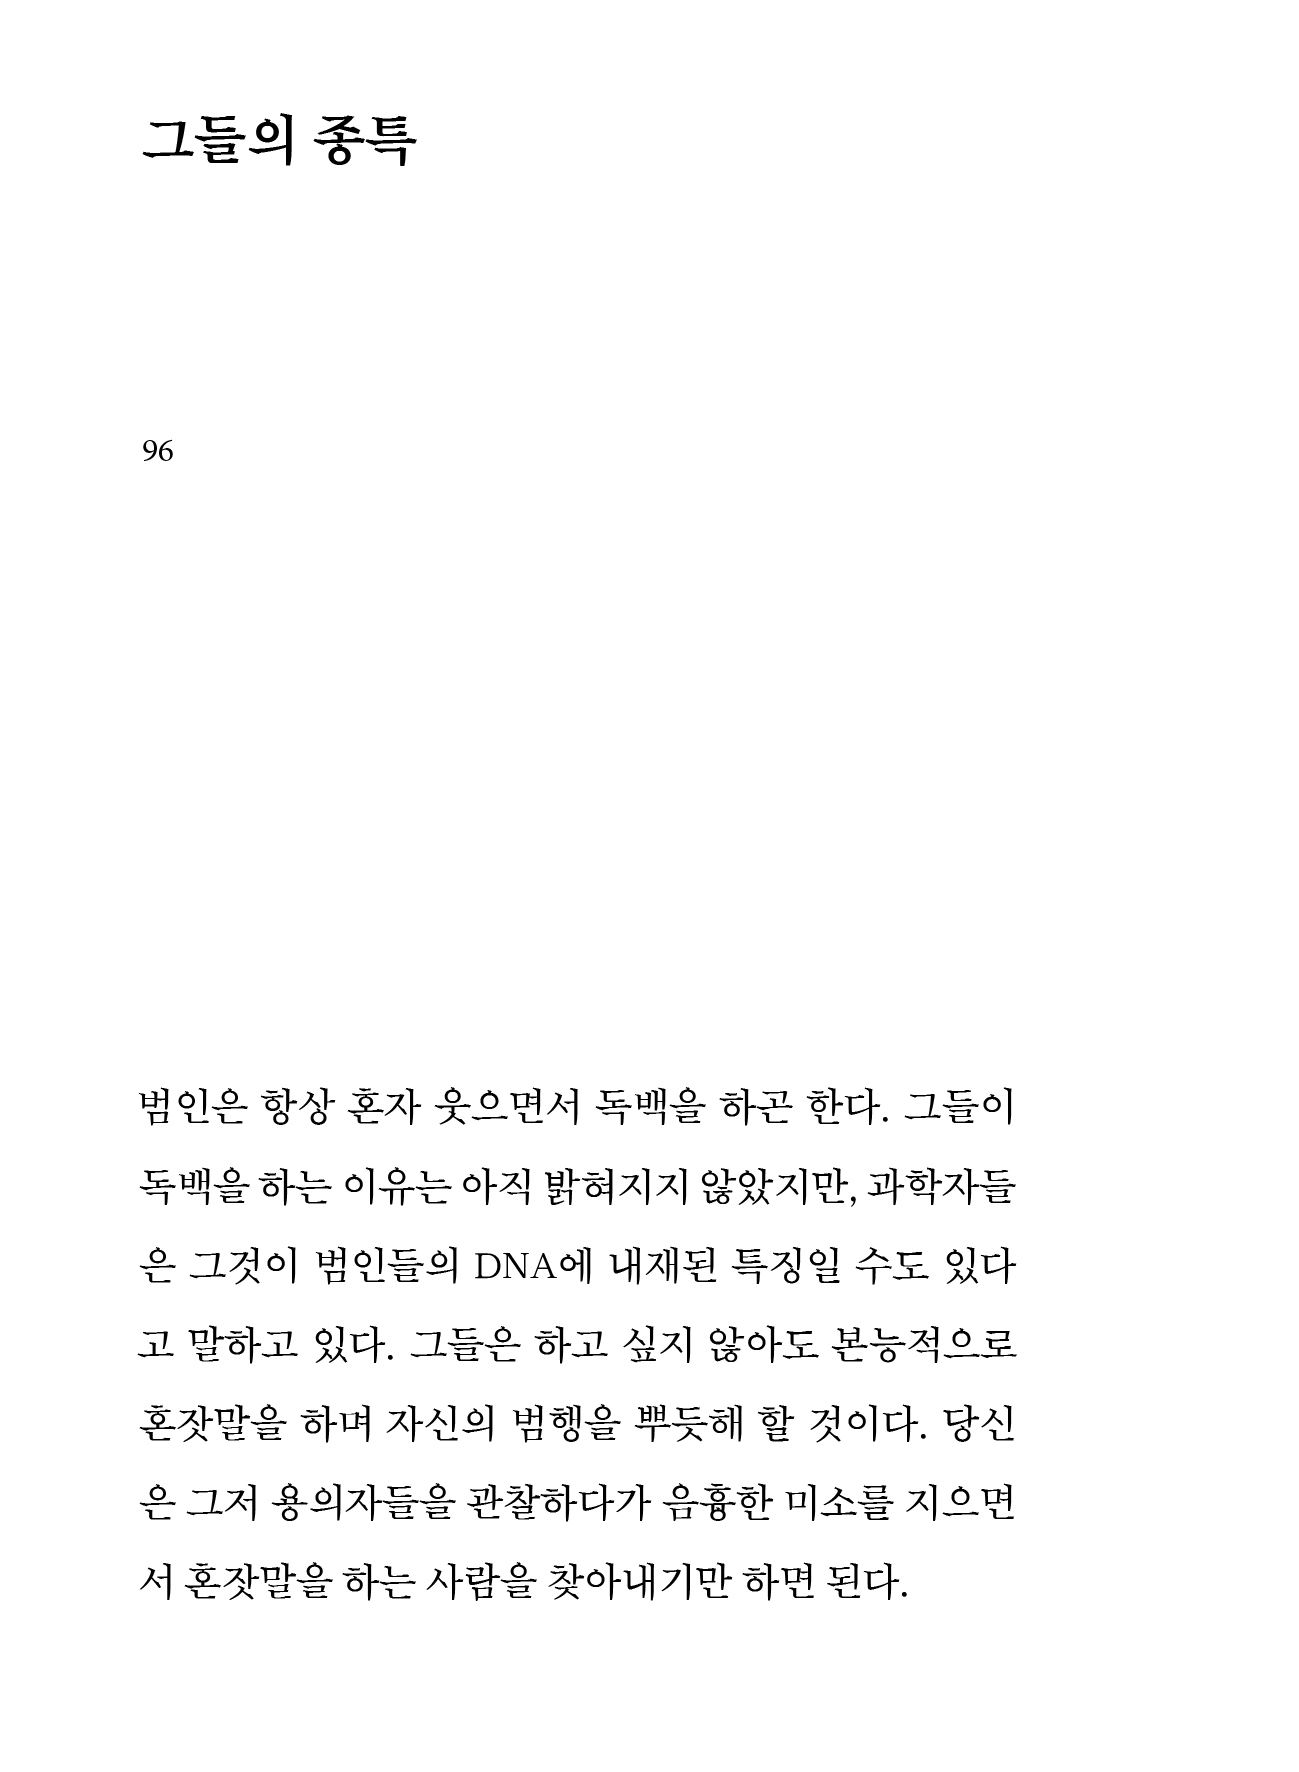 그들의 종특
96
범인은 항상 혼자 웃으면서 독백을 하곤 한다. 그들이
독백을 하는 이유는 아직 밝혀지지 않았지만, 과학자들
은 그것이 범인들의 DNA에 내재된 특징일 수도 있다
고 말하고 있다. 그들은 하고 싶지 않아도 본능적으로
혼잣말을 하며 자신의 범행을 뿌듯해 할 것이다. 당신
은 그저 용의자들을 관찰하다가 음흉한 미소를 지으면
서 혼잣말을 하는 사람을 찾아내기만 하면 된다.